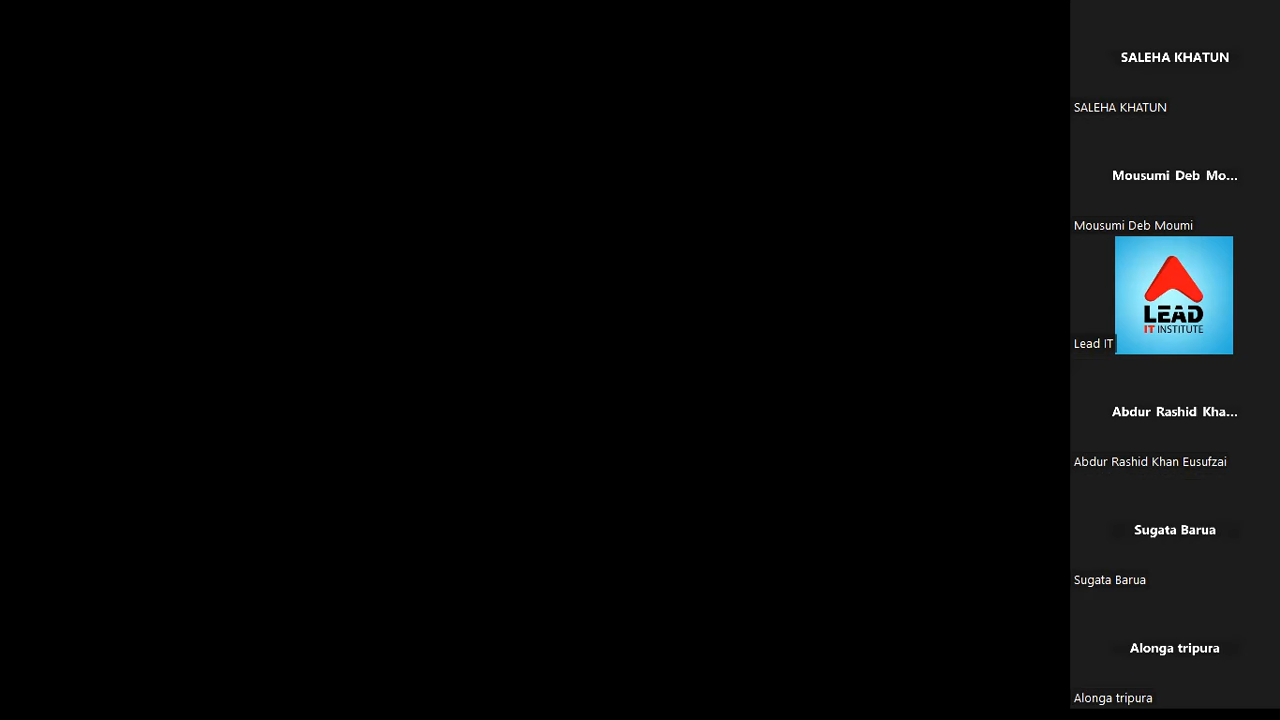 SALEHA KHATUN
SALEHA KHATUN
Mousumi Deb Mo...
Mousumi Deb Moumi
LEAD
IT INSTITUTE
Lead IT
Abdur Rashid Kha...
Abdur Rashid Khan Eusufzai
Sugata Barua
Sugata Barua
Alonga tripura
Alonga tripura